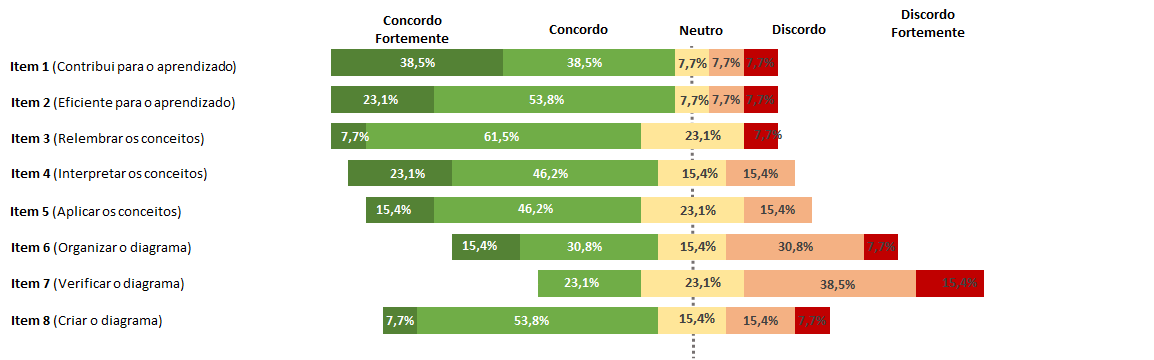 Concordo
Fortemente
Concordo
Neutro
Discordo
Discordo
Fortemente
Item 1 (Contribui para o aprendizado) 38,5% 38,5% 7,7% 7,7% 7,7%
Item 2 (Eficiente para o aprendizado) 23,1% 53,8% 7,7% 7,7% 7,7%
Item 3 (Relembrar os conceitos) 7,7% 61,5% 23,1% 7,7%
Item 4 (Interpretar os conceitos) 23,1% 46,2% 15,4% 15,4%
Item 5 (Aplicar os conceitos) 15,4% 46,2% 23,1% 15,4%
Item 6 (Organizar o diagrama) 15,4% 30,8% 15,4% 30,8% 7,7%
Item 7 (Verificar o diagrama) 23,1% 23,1% 38,5% 15,4%
Item 8 (Criar o diagrama) 7,7% 53,8% 15,4% 15,4% 7,7%